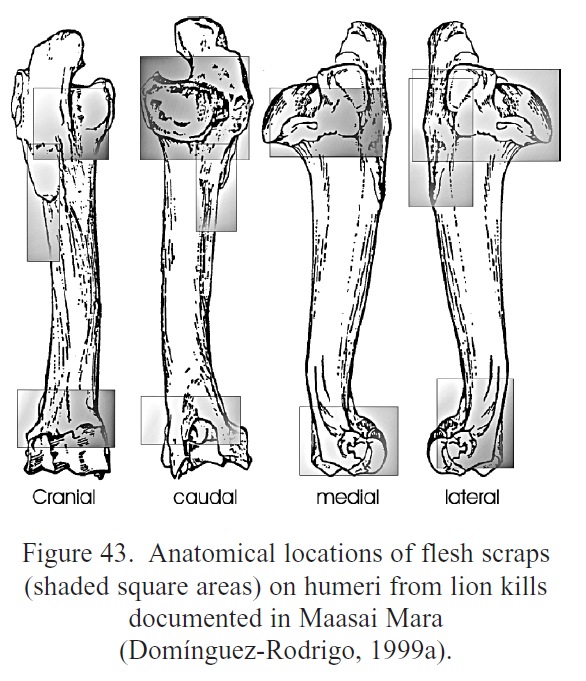 Cranial caudal medial lateral
Figure 43. Anatomical locations of flesh scraps
(shaded square areas) on humeri from lion kills
documented in Maasai Mara
(Domínguez-Rodrigo, 1999a).